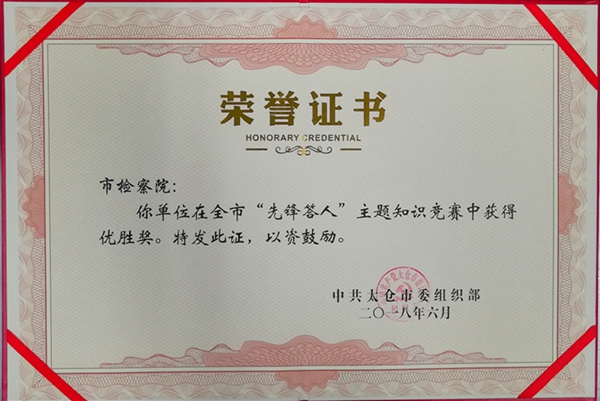 荣誉证书
HONORARY CREDENTIAL
市检察院：
你单位在全市“先锋答人”主题知识竞赛中获得
优胜奖。特发此证，以资鼓励。
中共太仓市委组织部
二〇一八年六月